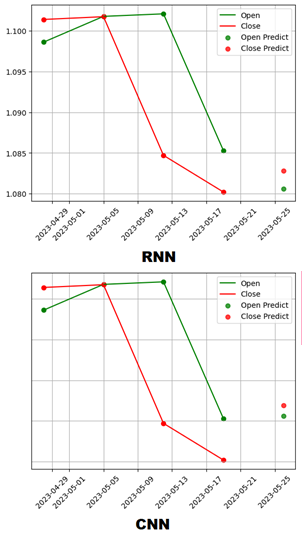 Open
Close
Open Predict
Close Predict
1.100
1.095
1.090
1.085
1.080
2023-04-29
2023-05-01
2023-05-05
2023-05-09
2023-05-13
2023-05-17
2023-05-21
2023-05-25
RNN
Open
Close
Open Predict
Close Predict
2023-04-29
2023-05-01
2023-05-05
2023-05-09
2023-05-13
2023-05-17
2023-05-21
2023-05-25
CNN